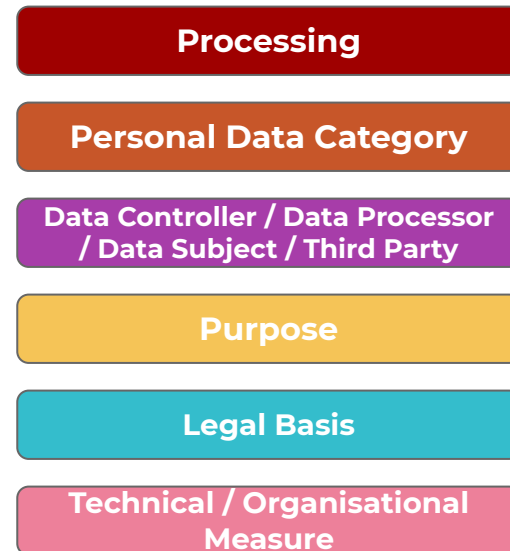 Processing
Personal Data Category
Data Controller / Data Processor
/ Data Subject / Third Party
Purpose
Legal Basis
Technical / Organisational
Measure